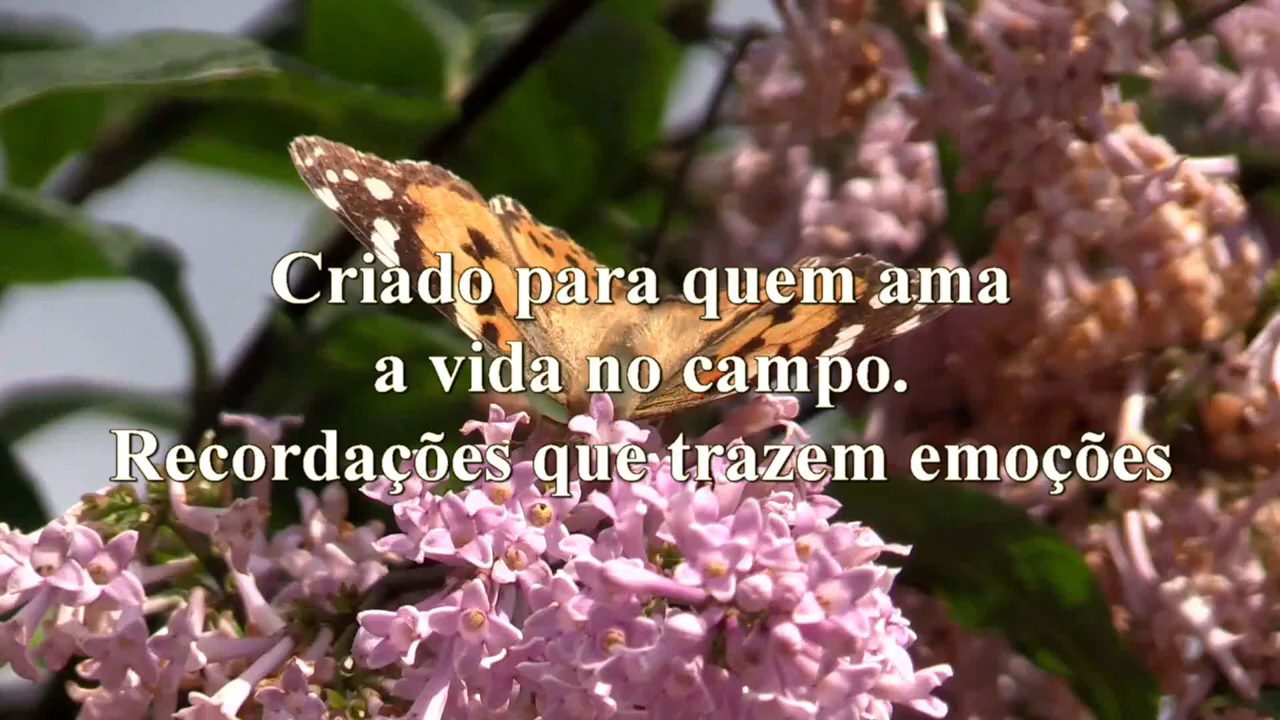 Criado para quem ama
a vida no campo.
Recordações que trazem emoções